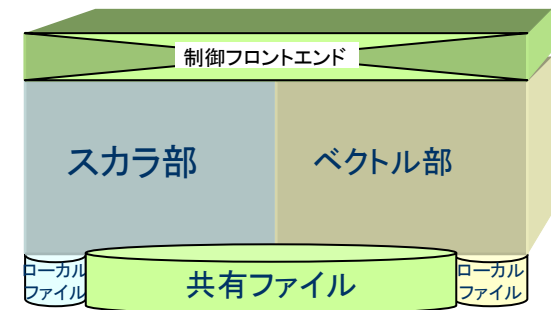 制御フロントエンド
スカラ部
ベクトル部
ローカル
ファイル
共有ファイル
ローカル
ファイル